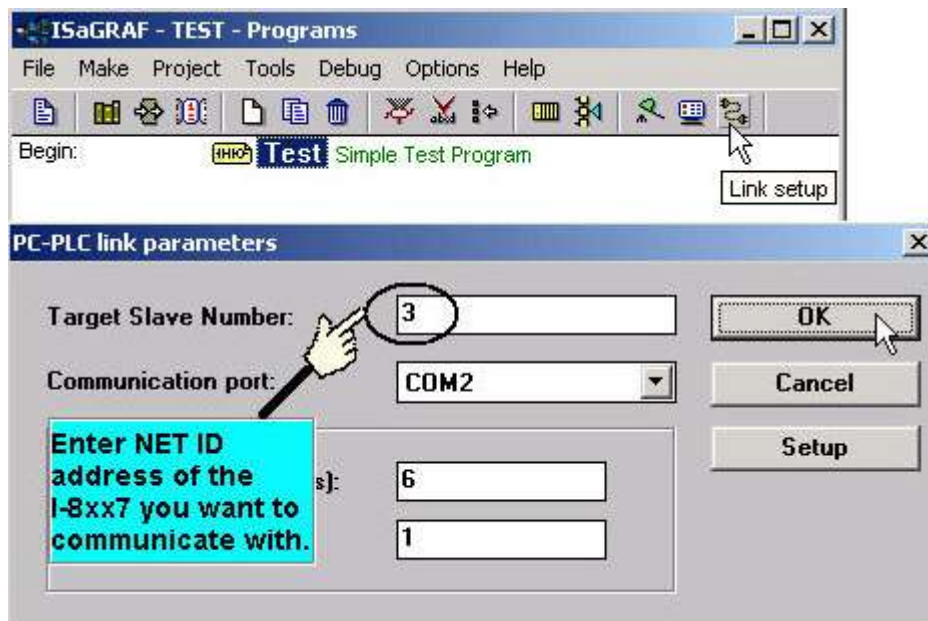 ISaGRAF - TEST - Programs
File Make Project Tools Debug Options Help
Begin: Test Simple Test Program
Link setup
PC-PLC link parameters
Target Slave Number: 3 OK
Communication port: COM2 Cancel
Setup
Enter NET ID
address of the
I-8xx7 you want to
communicate with.
s): 6
1